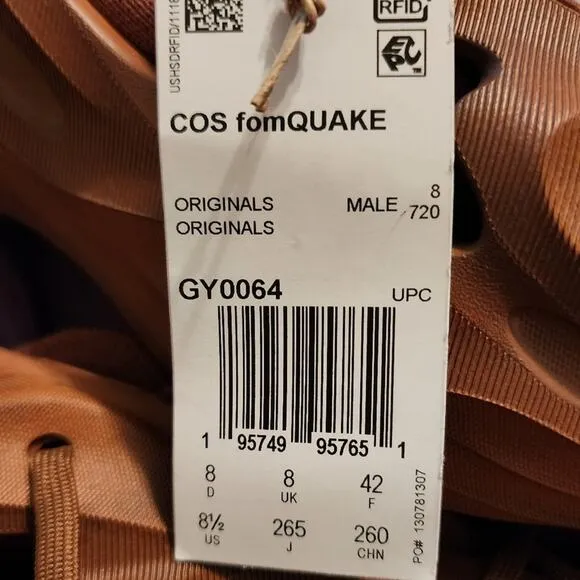 USHSDRFID/1118
RFID
EPC™
COS fomQUAKE
ORIGINALS MALE 8
ORIGINALS 720
GY0064 UPC
1 95749 95765 1
8 8 42
D UK F
8½ 265 260
US J CHN
PO# 130781307